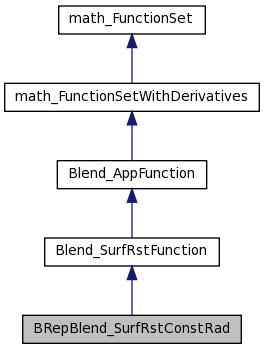 math_FunctionSet
math_FunctionSetWithDerivatives
Blend_AppFunction
Blend_SurfRstFunction
BRepBlend_SurfRstConstRad